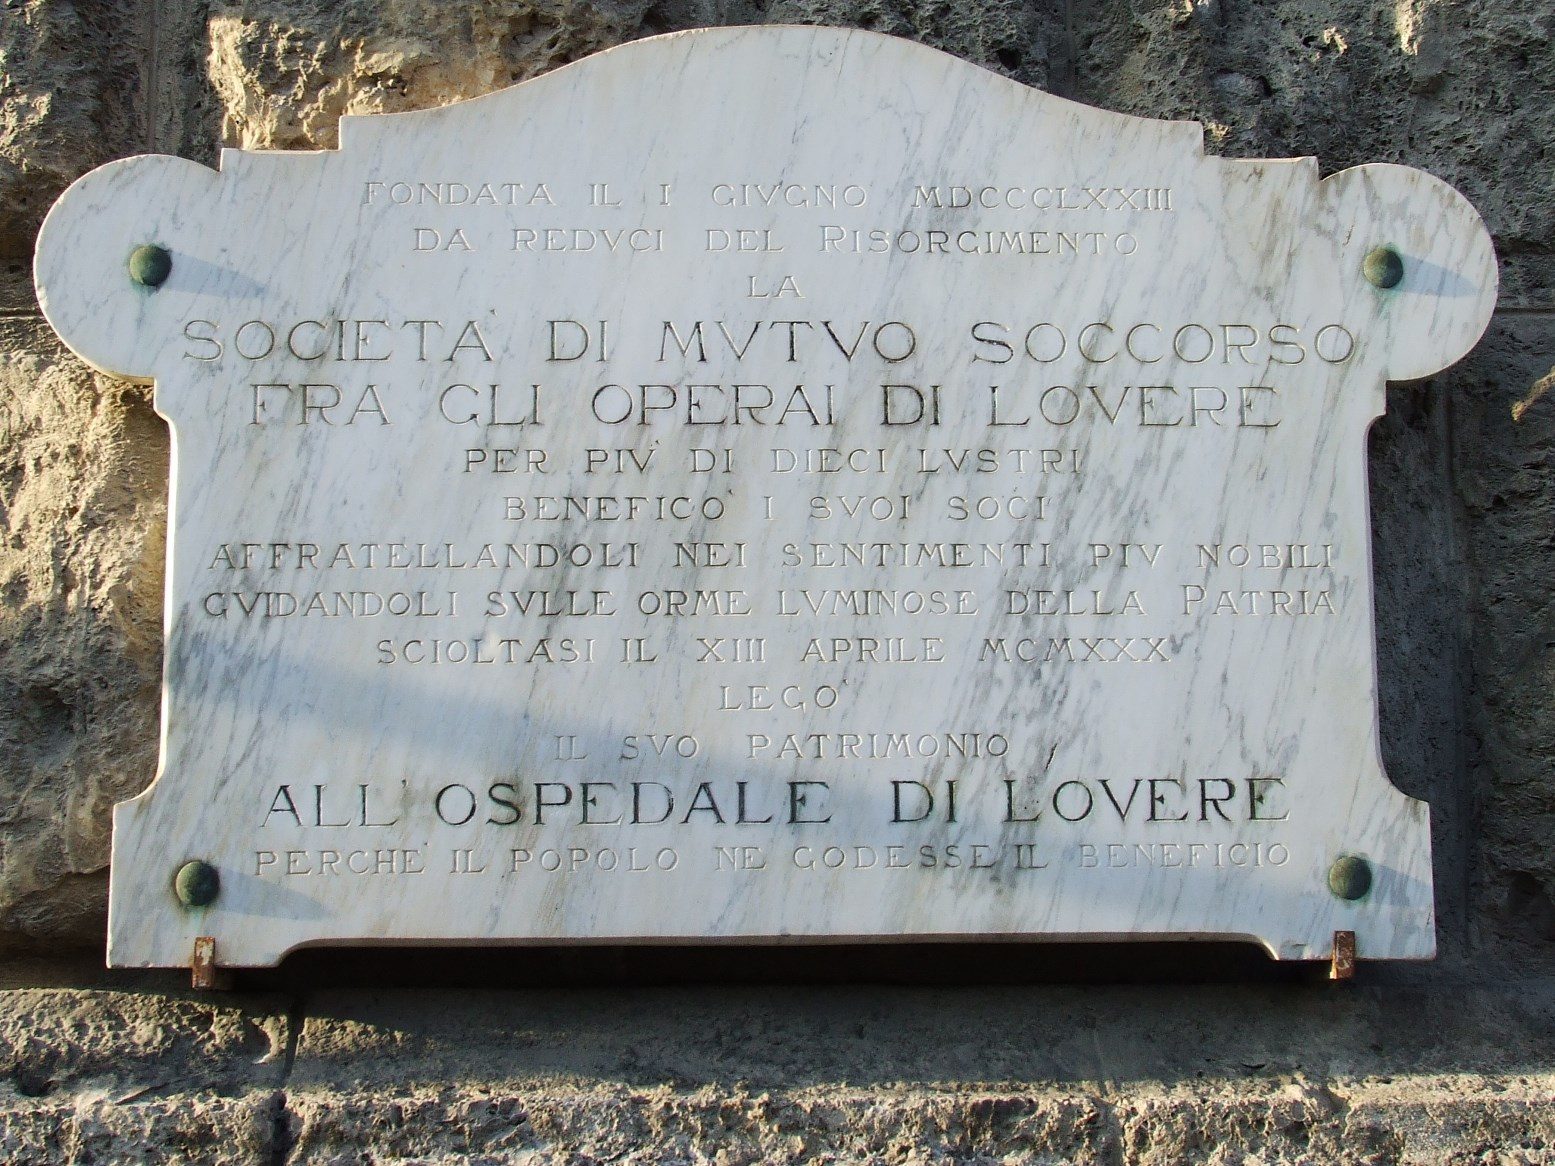 FONDATA IL I GIVGNO MDCCCLXXIII
DA REDVCI DEL RISORGIMENTO
LA
SOCIETÀ DI MVTVO SOCCORSO
FRA GLI OPERAI DI LOVERE
PER PIV̀ DI DIECI LVSTRI
BENEFICO I SVOI SOCI
AFFRATELLANDOLI NEI SENTIMENTI PIV NOBILI
GVIDANDOLI SVLLE ORME LVMINOSE DELLA PATRIA
SCIOLTASI IL XIII APRILE MCMXXX
LEGO'
IL SVO PATRIMONIO
ALL'OSPEDALE DI LOVERE
PERCHE' IL POPOLO NE GODESSE IL BENEFICIO